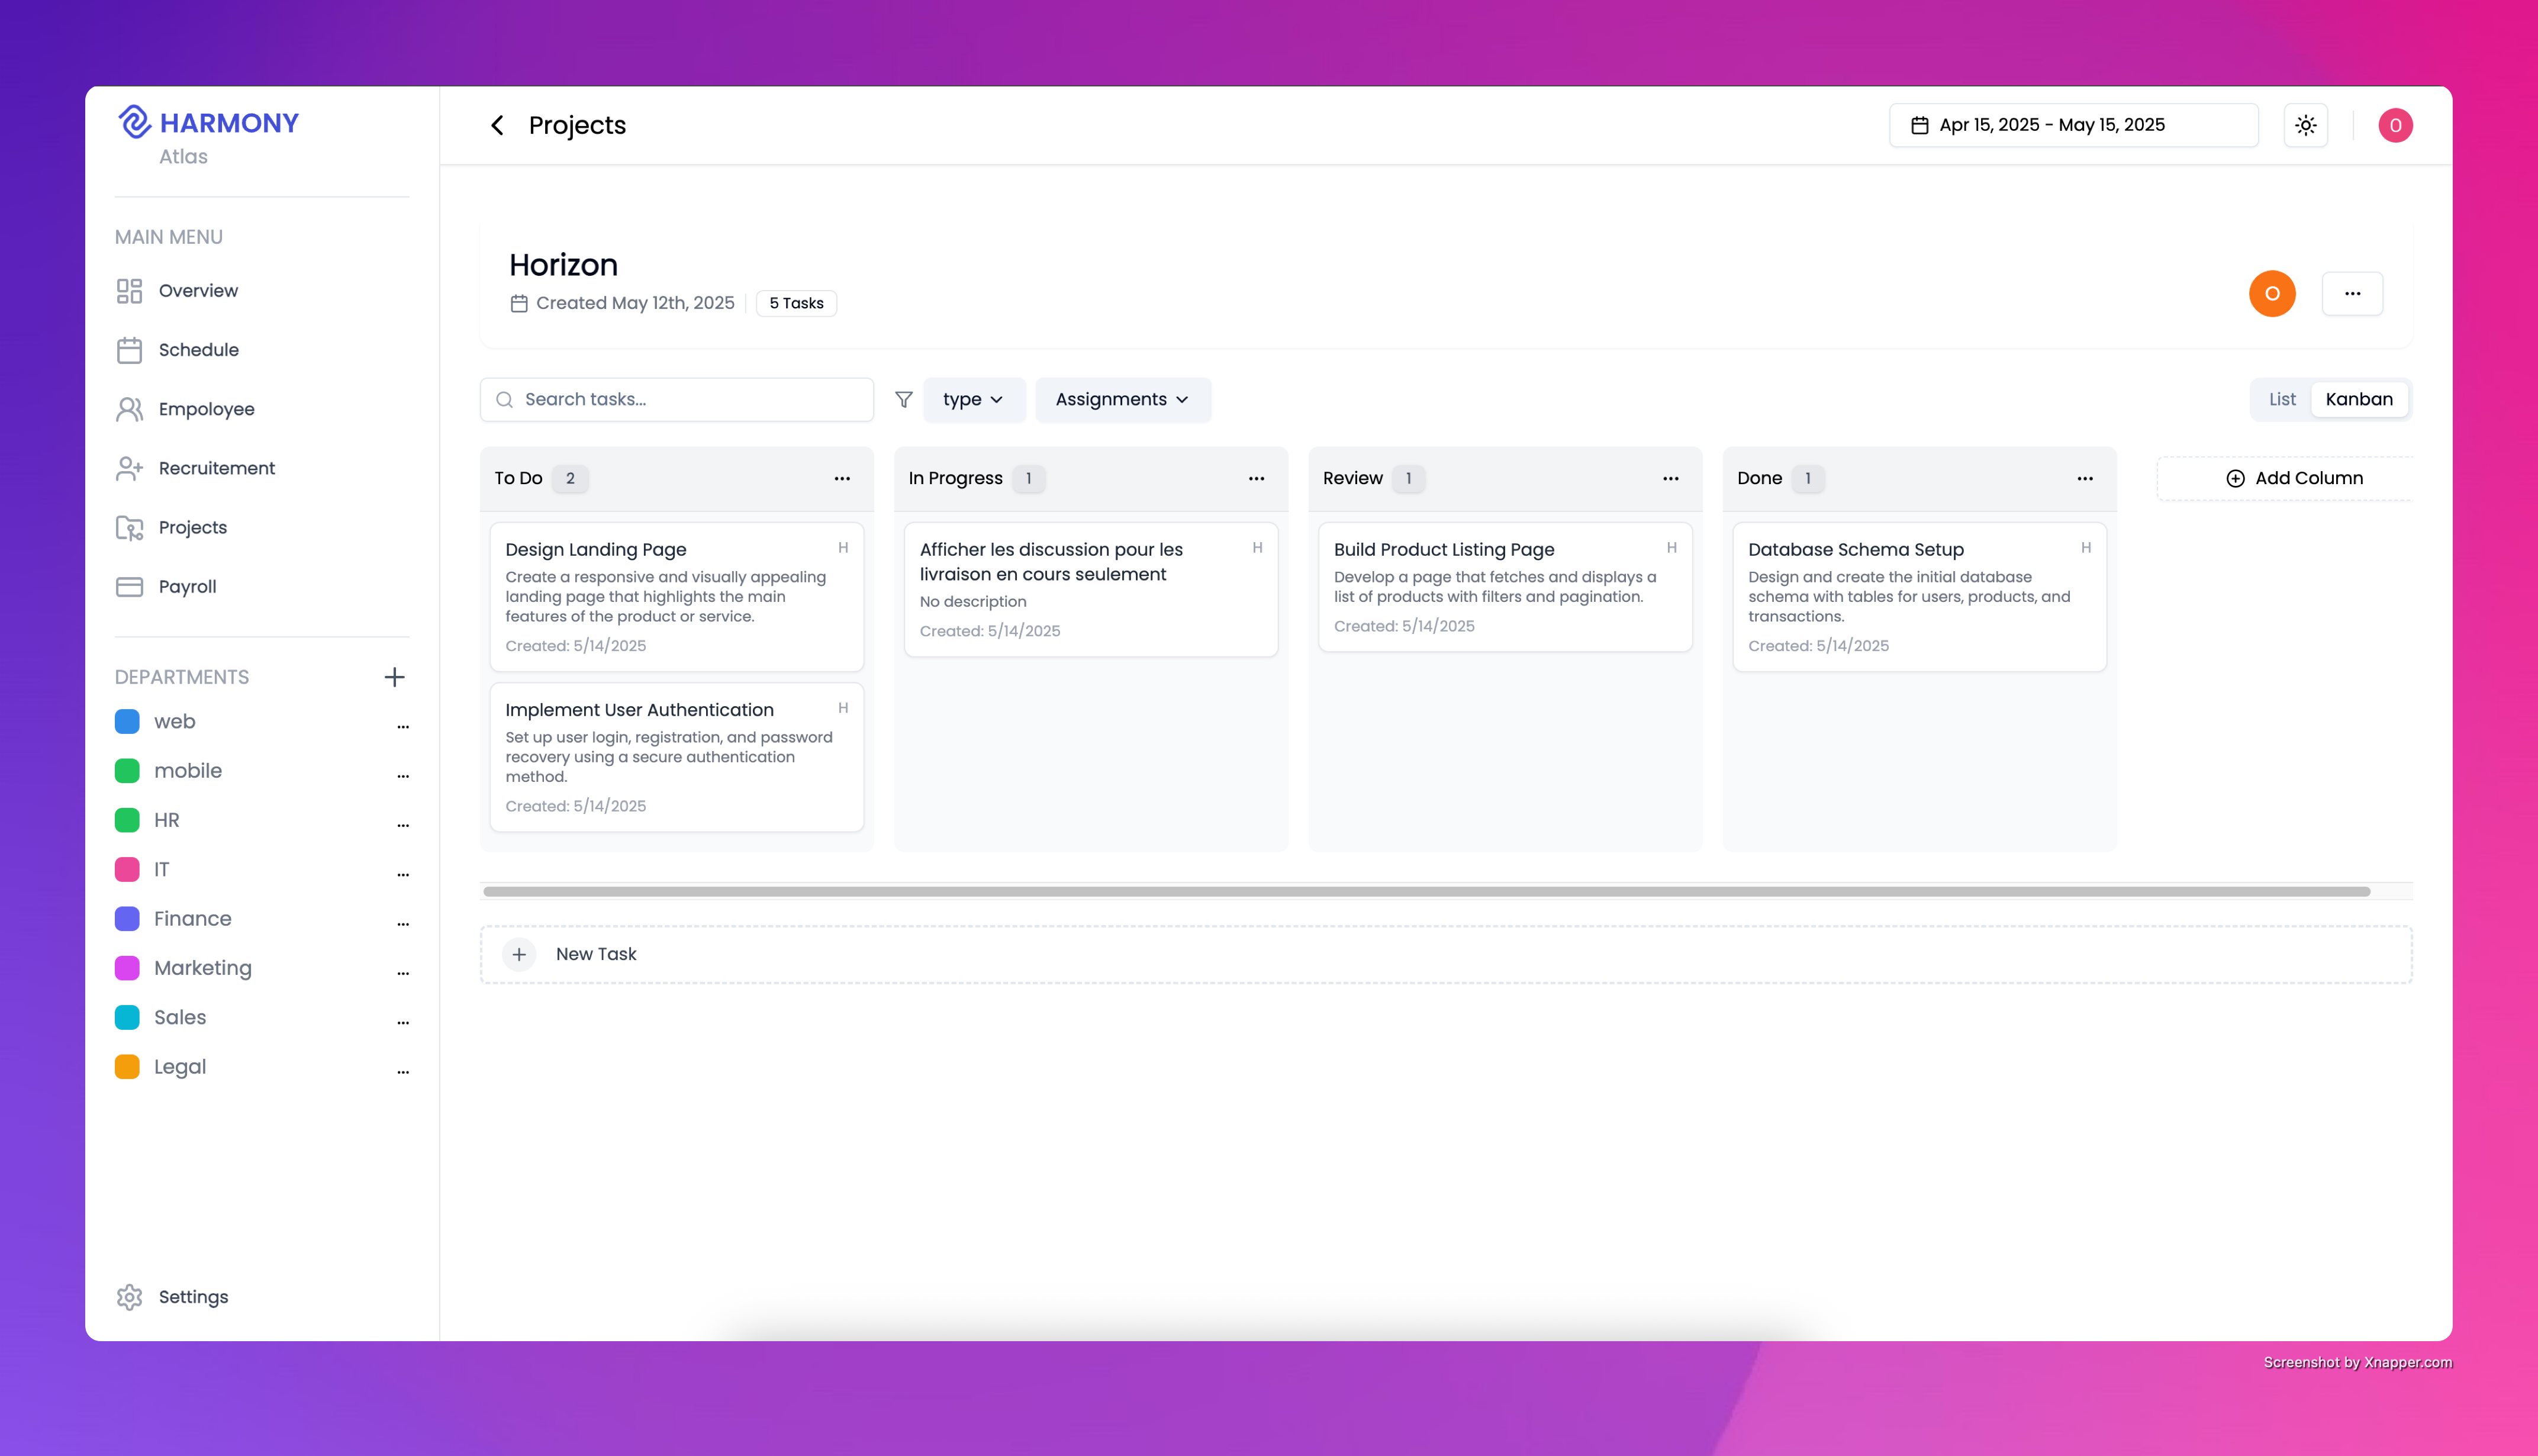 HARMONY
Atlas
MAIN MENU
Overview
Schedule
Empoloyee
Recruitement
Projects
Payroll
DEPARTMENTS
web
mobile
HR
IT
Finance
Marketing
Sales
Legal
Settings
Projects
Apr 15, 2025 - May 15, 2025
O
Horizon
Created May 12th, 2025
5 Tasks
O
Search tasks...
type
Assignments
List
Kanban
To Do 2
Design Landing Page
H
Create a responsive and visually appealing
landing page that highlights the main
features of the product or service.
Created: 5/14/2025
Implement User Authentication
H
Set up user login, registration, and password
recovery using a secure authentication
method.
Created: 5/14/2025
In Progress 1
Afficher les discussion pour les
livraison en cours seulement
H
No description
Created: 5/14/2025
Review 1
Build Product Listing Page
H
Develop a page that fetches and displays a
list of products with filters and pagination.
Created: 5/14/2025
Done 1
Database Schema Setup
H
Design and create the initial database
schema with tables for users, products, and
transactions.
Created: 5/14/2025
Add Column
New Task
Screenshot by Xnapper.com